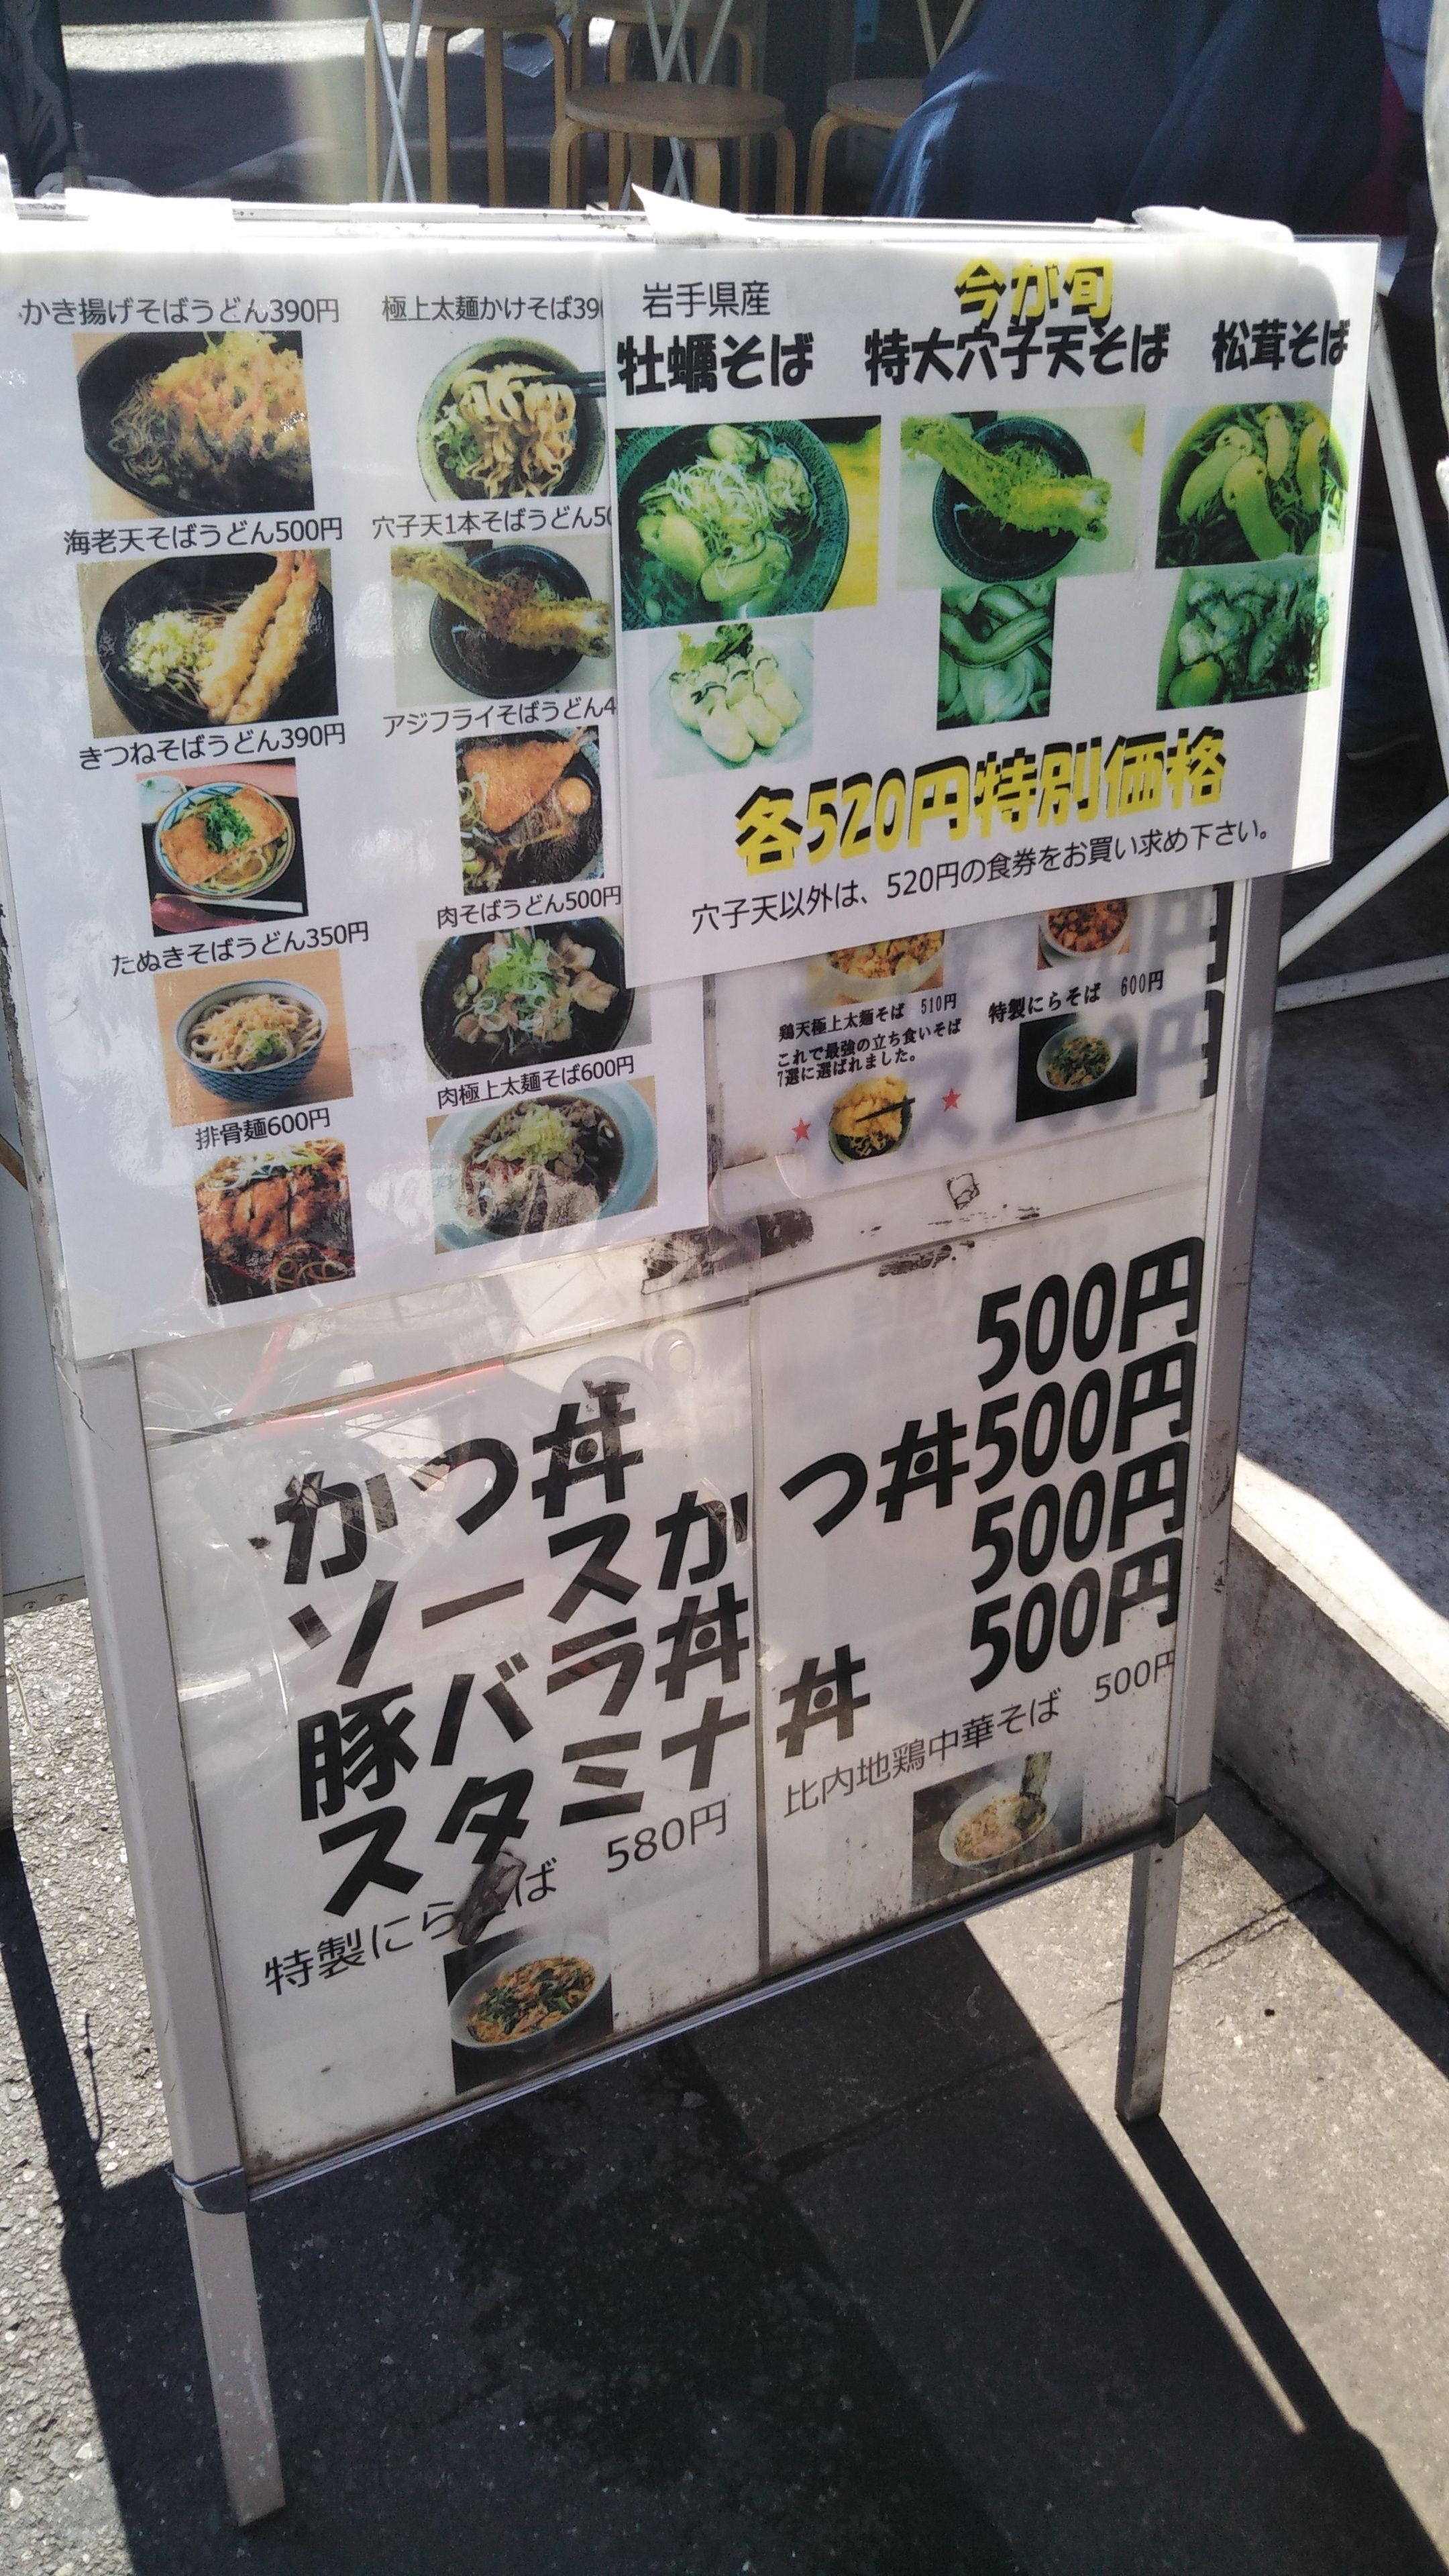 かき揚げそばうどん390円
極上太麺かけそば390
海老天そばうどん500円
穴子天1本そばうどん50
きつねそばうどん390円
アジフライそばうどん4
たぬきそばうどん350円
肉そばうどん500円
排骨麺600円
肉極上太麺そば600円
岩手県産
今が旬
牡蠣そば 特大穴子天そば 松茸そば
各520円特別価格
穴子天以外は、520円の食券をお買い求め下さい。
鶏天極上太麺そば 510円
これで最強の立ち食いそば
7選に選ばれました。
特製にらそば 600円
かつ丼 500円
ソースかつ丼500円
豚バラ丼 500円
スタミナ丼 500円
特製にらそば 580円
比内地鶏中華そば 500円